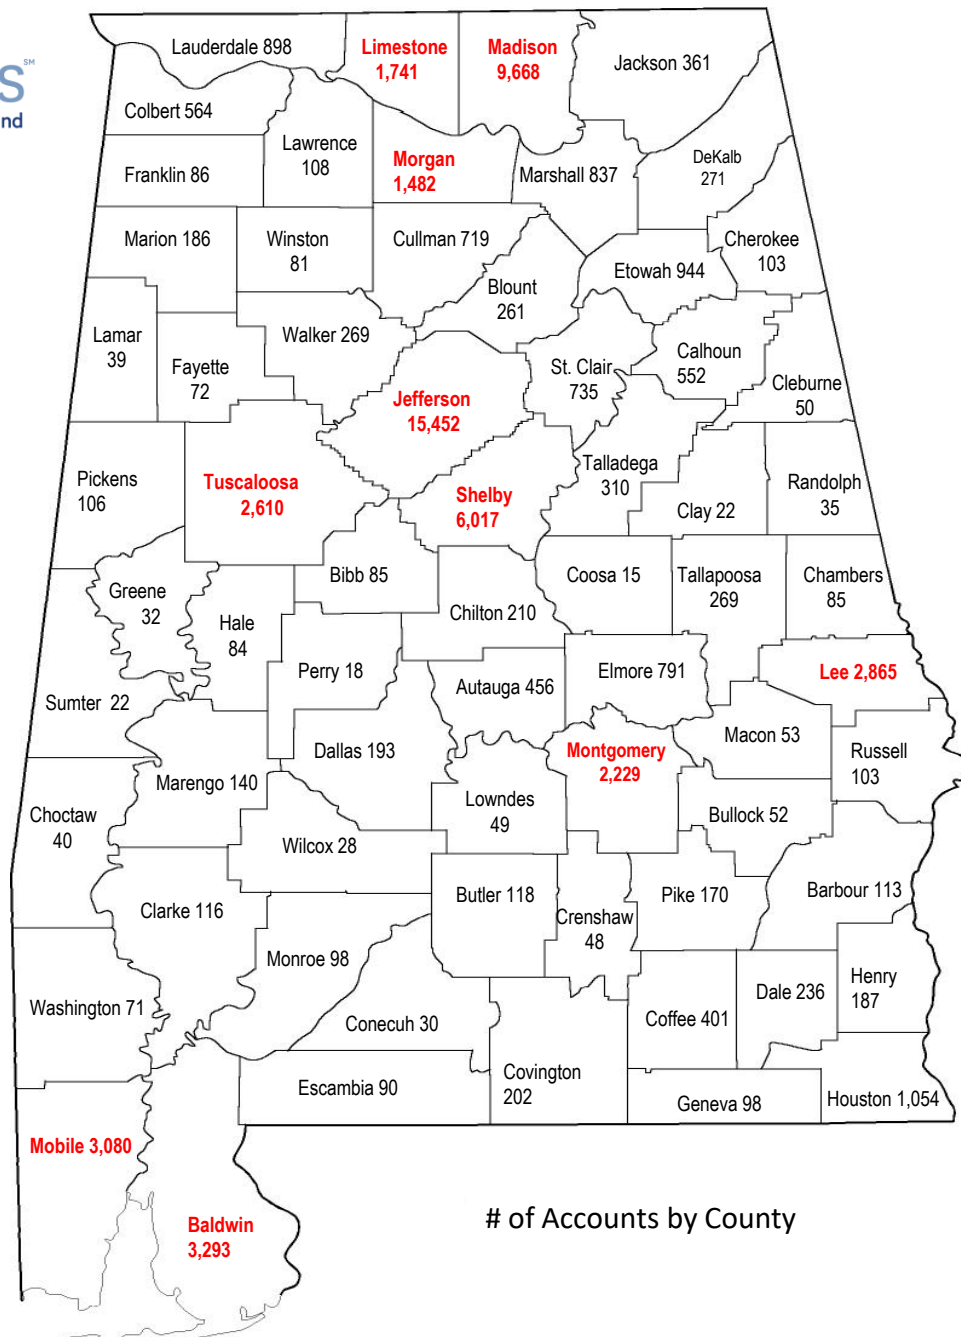 S℠
nd
Lauderdale 898
Limestone
1,741
Madison
9,668
Jackson 361
Colbert 564
Lawrence
108
Franklin 86
Morgan
1,482
Marshall 837
DeKalb
271
Marion 186
Winston
81
Cullman 719
Cherokee
103
Etowah 944
Blount
261
Lamar
39
Walker 269
Fayette
72
St. Clair
735
Calhoun
552
Cleburne
50
Jefferson
15,452
Pickens
106
Tuscaloosa
2,610
Shelby
6,017
Talladega
310
Clay 22
Randolph
35
Greene
32
Hale
84
Bibb 85
Chilton 210
Coosa 15
Tallapoosa
269
Chambers
85
Sumter 22
Perry 18
Autauga 456
Elmore 791
Lee 2,865
Dallas 193
Montgomery
2,229
Macon 53
Russell
103
Marengo 140
Choctaw
40
Lowndes
49
Bullock 52
Wilcox 28
Clarke 116
Butler 118
Crenshaw
48
Pike 170
Barbour 113
Monroe 98
Washington 71
Conecuh 30
Coffee 401
Dale 236
Henry
187
Escambia 90
Covington
202
Geneva 98
Houston 1,054
Mobile 3,080
Baldwin
3,293
# of Accounts by County